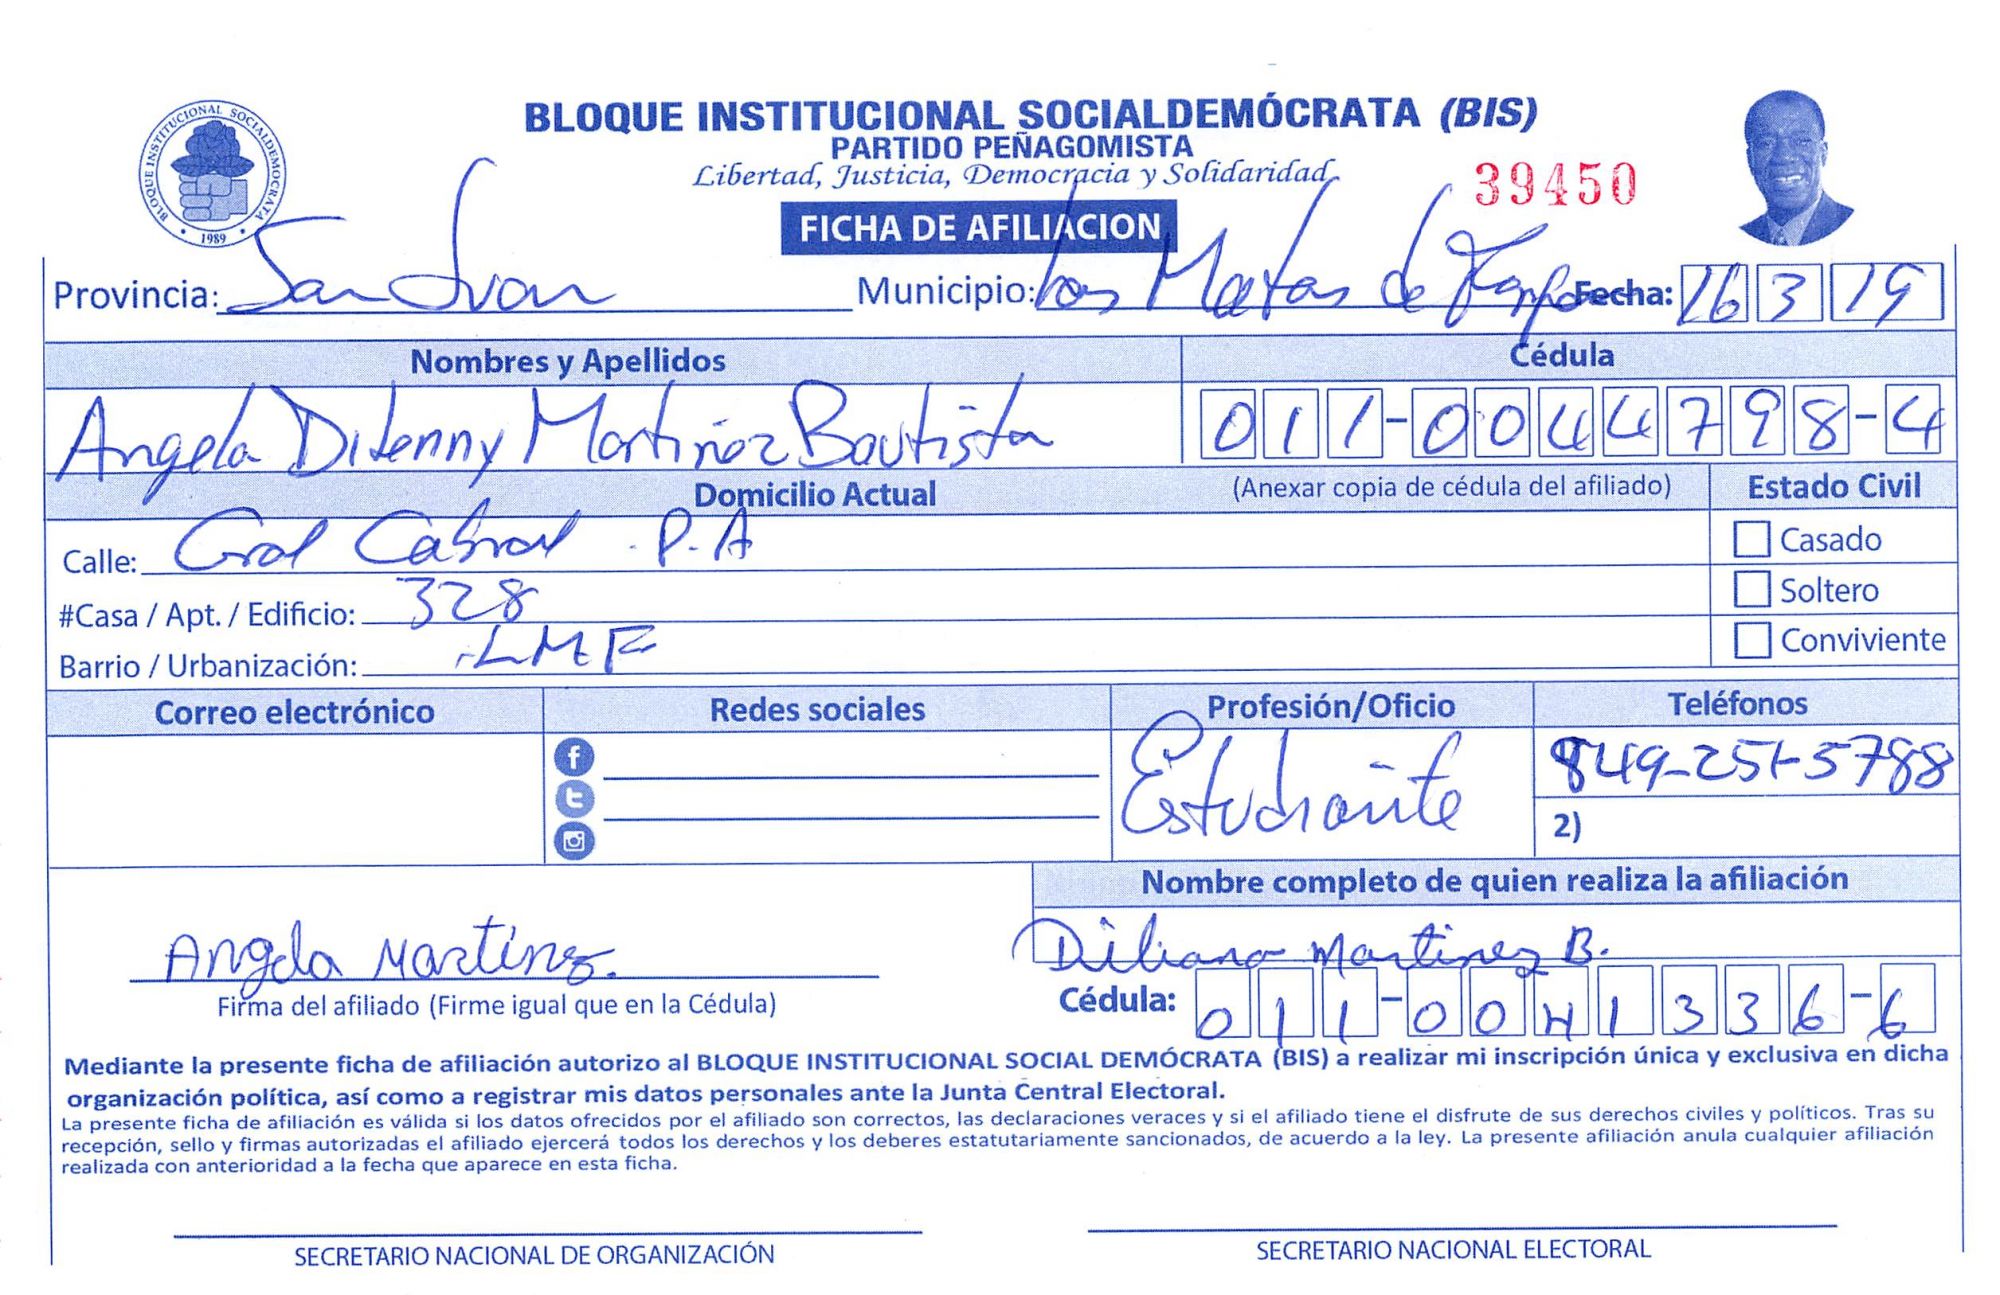 BLOQUE INSTITUCIONAL SOCIALDEMÓCRATA (BIS)
PARTIDO PEÑAGOMISTA
Libertad, Justicia, Democracia y Solidaridad
39450
BLOQUE INSTITUCIONAL SOCIALDEMOCRATA
1989
FICHA DE AFILIACION
Provincia: San Juan Municipio: Las Matas de Farfan Fecha: 16 3 19
Nombres y Apellidos Cédula
Angela Dilenny Martinez Bautista 011-0044798-4
Domicilio Actual (Anexar copia de cédula del afiliado) Estado Civil
Calle: Gral Cabral P.A Casado
#Casa / Apt. / Edificio: 328 Soltero
Barrio / Urbanización: LMF Conviviente
Correo electrónico Redes sociales Profesión/Oficio Teléfonos
Estudiante 849-251-5788
2)
Nombre completo de quien realiza la afiliación
Angela Martínez. Diliana Martinez B.
Firma del afiliado (Firme igual que en la Cédula) Cédula: 011-0041336-6
Mediante la presente ficha de afiliación autorizo al BLOQUE INSTITUCIONAL SOCIAL DEMÓCRATA (BIS) a realizar mi inscripción única y exclusiva en dicha
organización política, así como a registrar mis datos personales ante la Junta Central Electoral.
La presente ficha de afiliación es válida si los datos ofrecidos por el afiliado son correctos, las declaraciones veraces y si el afiliado tiene el disfrute de sus derechos civiles y políticos. Tras su
recepción, sello y firmas autorizadas el afiliado ejercerá todos los derechos y los deberes estatutariamente sancionados, de acuerdo a la ley. La presente afiliación anula cualquier afiliación
realizada con anterioridad a la fecha que aparece en esta ficha.
SECRETARIO NACIONAL DE ORGANIZACIÓN SECRETARIO NACIONAL ELECTORAL